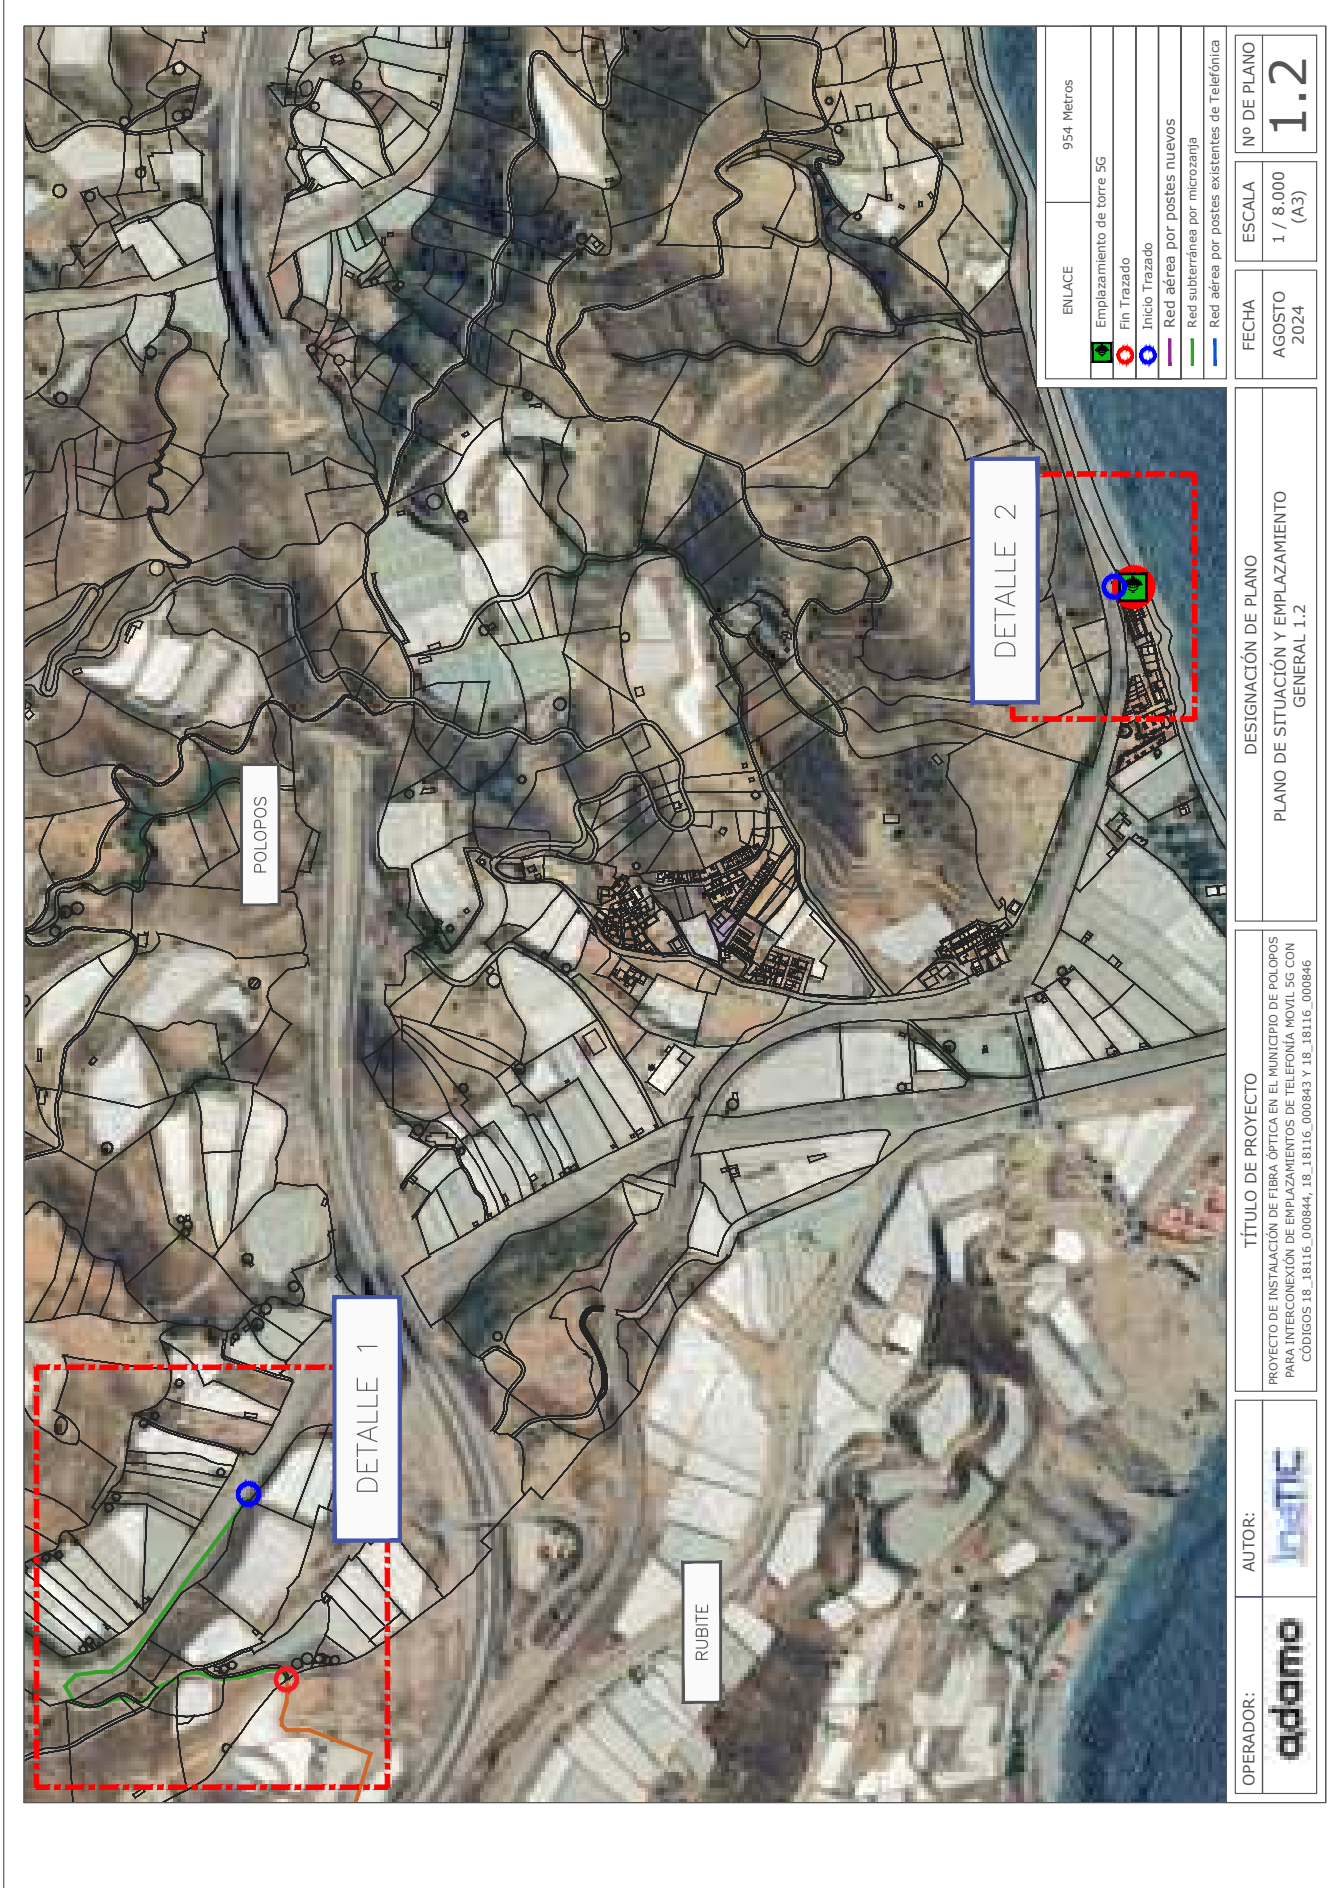 POLOPOS
DETALLE 1
DETALLE 2
RUBITE
ENLACE
954 Metros
Emplazamiento de torre 5G
Fin Trazado
Inicio Trazado
Red aérea por postes nuevos
Red subterránea por microzanja
Red aérea por postes existentes de Telefónica
OPERADOR:
adamo
AUTOR:
in4TIC
TÍTULO DE PROYECTO
PROYECTO DE INSTALACIÓN DE FIBRA ÓPTICA EN EL MUNICIPIO DE POLOPOS
PARA INTERCONEXIÓN DE EMPLAZAMIENTOS DE TELEFONÍA MOVIL 5G CON
CÓDIGOS 18_18116_000844, 18_18116_000843 Y 18_18116_000846
DESIGNACIÓN DE PLANO
PLANO DE SITUACIÓN Y EMPLAZAMIENTO
GENERAL 1.2
FECHA
AGOSTO
2024
ESCALA
1 / 8.000
(A3)
Nº DE PLANO
1.2